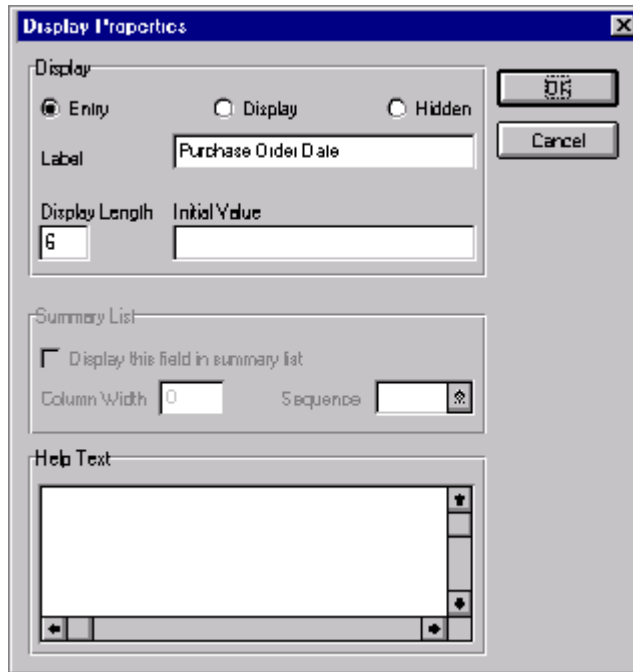 Display Properties
Display
Entry
Display
Hidden
OK
Cancel
Label
Purchase Order Date
Display Length
Initial Value
6
Summary List
Display this field in summary list
Column Width
0
Sequence
Help Text